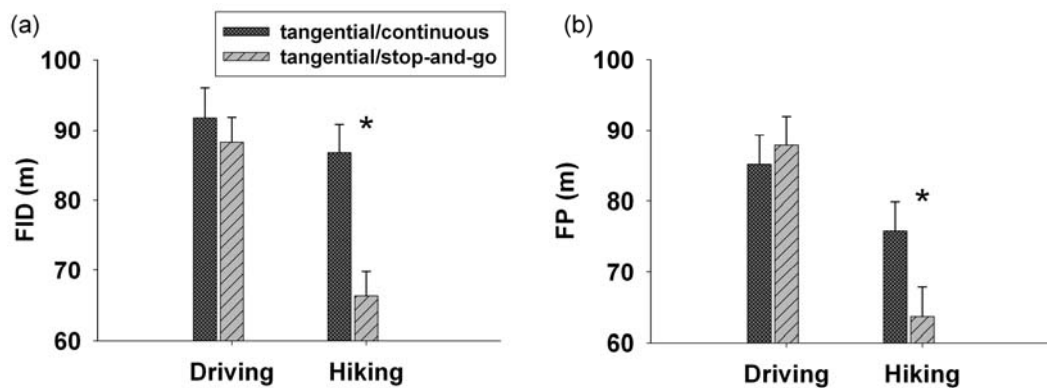 (a)
tangential/continuous
tangential/stop-and-go
100
90
80
70
60
FID (m)
*
Driving Hiking
(b)
100
90
80
70
60
FP (m)
*
Driving Hiking